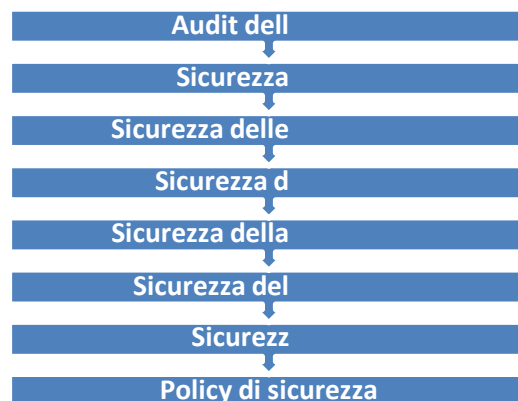 Audit dell
Sicurezza
Sicurezza delle
Sicurezza d
Sicurezza della
Sicurezza del
Sicurezz
Policy di sicurezza